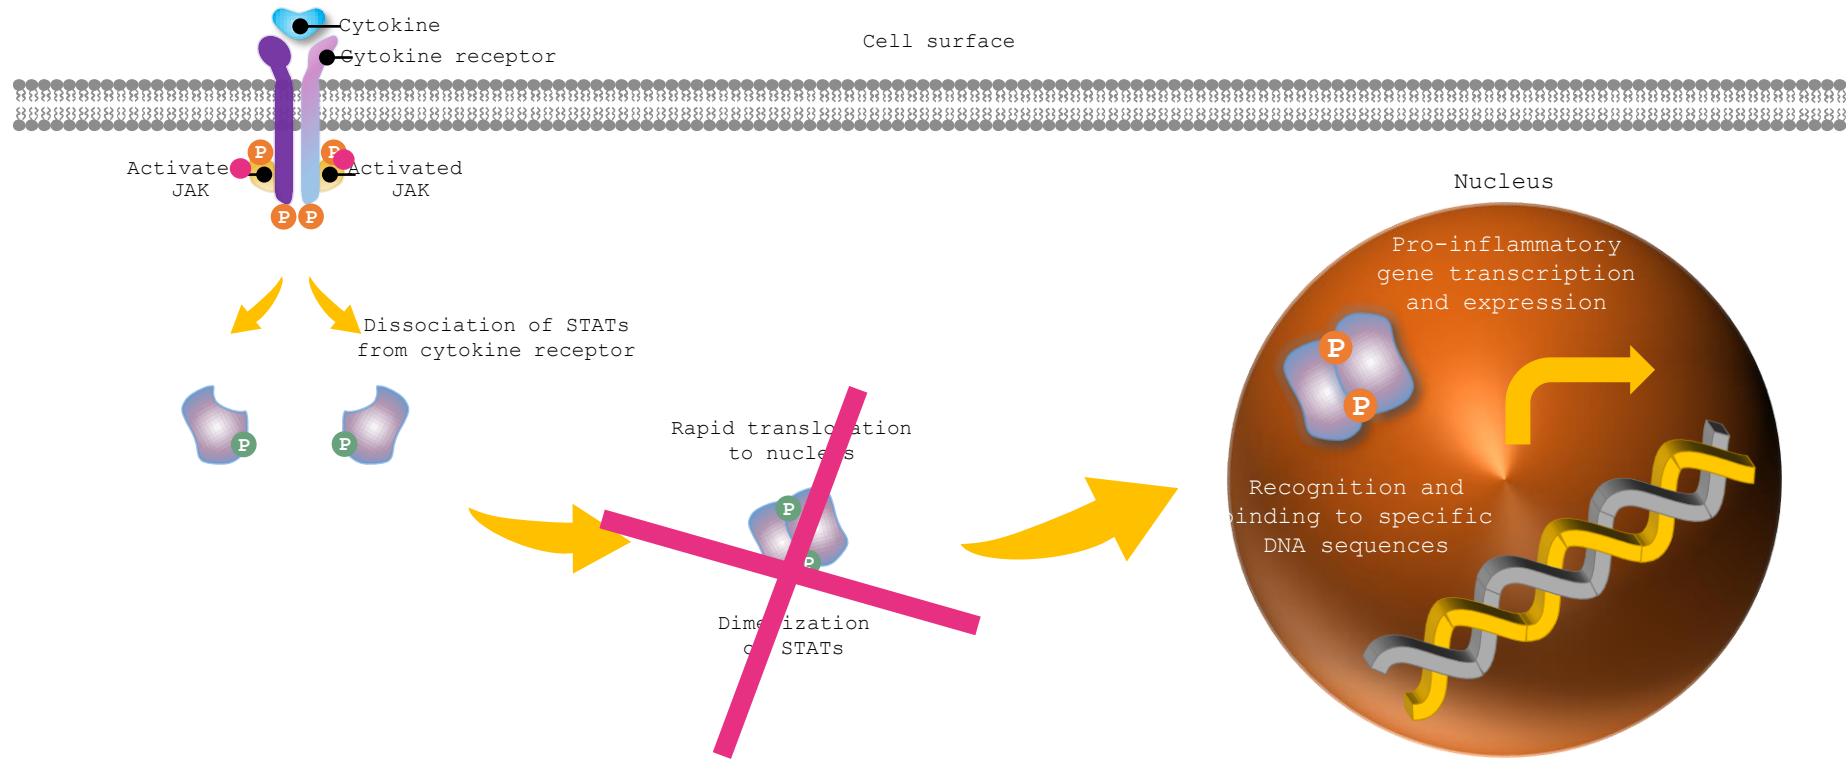 Cytokine
Cytokine receptor
Cell surface
P
P
Activate
JAK
Activated
JAK
P P
Nucleus
Pro-inflammatory
gene transcription
and expression
Dissociation of STATs
from cytokine receptor
P
P
P
P
Rapid translocation
to nucleus
P
P
Recognition and
binding to specific
DNA sequences
Dimerization
of STATs